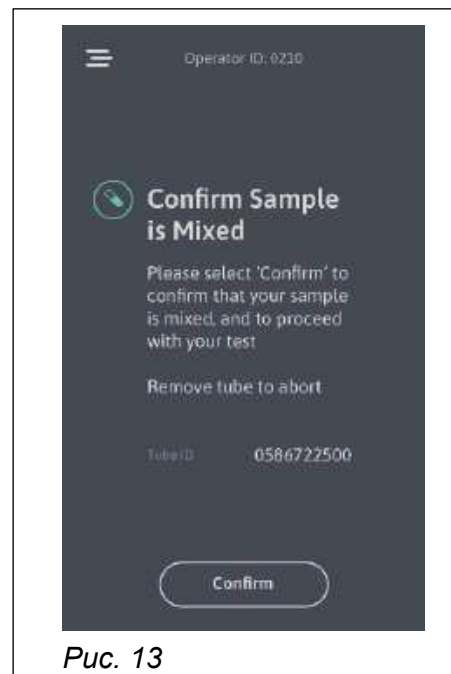 Operator ID: 0210
Confirm Sample
is Mixed
Please select 'Confirm' to
confirm that your sample
is mixed, and to proceed
with your test
Remove tube to abort
Tube ID 0586722500
Confirm
Рис. 13